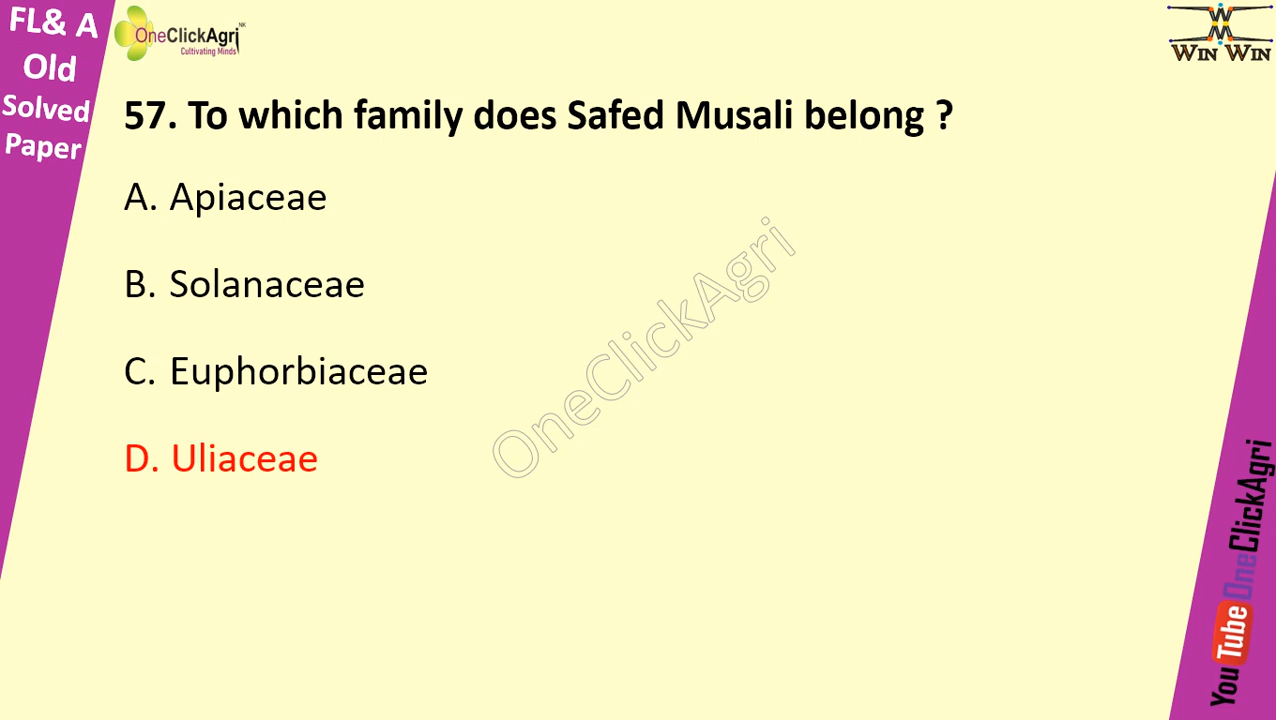 FL& A
Old
Solved
Paper
OneClickAgri NK
Cultivating Minds
WIN WIN
57. To which family does Safed Musali belong ?
A. Apiaceae
B. Solanaceae
C. Euphorbiaceae
D. Uliaceae
OneClickAgri
YouTube OneClickAgri